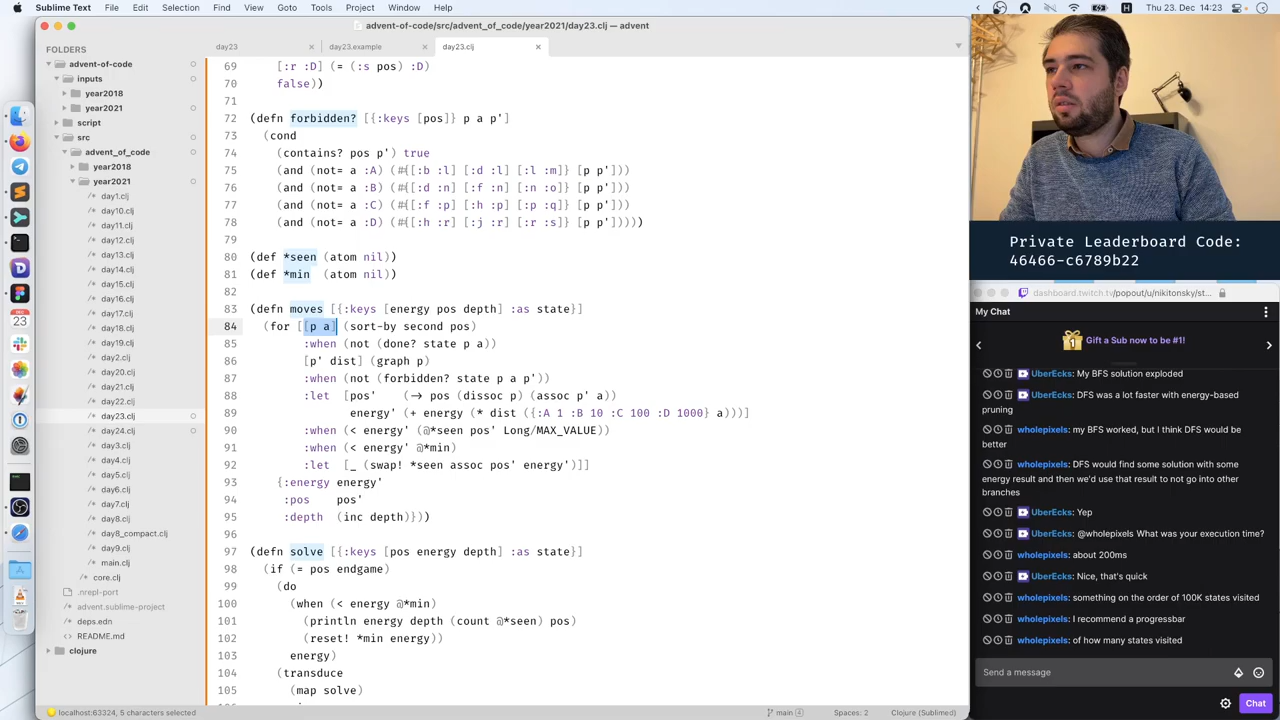 Sublime Text File Edit Selection Find View Goto Tools Project Window Help
Thu 23. Dec 14:23
advent-of-code/src/advent_of_code/year2021/day23.clj — advent
FOLDERS
advent-of-code
inputs
year2018
year2021
script
src
advent_of_code
year2018
year2021
day1.clj
day10.clj
day11.clj
day12.clj
day13.clj
day14.clj
day15.clj
day16.clj
day17.clj
day18.clj
day19.clj
day2.clj
day20.clj
day21.clj
day22.clj
day23.clj
day24.clj
day3.clj
day4.clj
day5.clj
day6.clj
day7.clj
day8.clj
day8_compact.clj
day9.clj
main.clj
core.clj
.nrepl-port
advent.sublime-project
deps.edn
README.md
clojure
DEC
23
THU
day23
day23.example
day23.clj
69 [:r :D] (= (:s pos) :D)
70 false))
71
72 (defn forbidden? [{:keys [pos]} p a p']
73 (cond
74 (contains? pos p') true
75 (and (not= a :A) (#{[:b :l] [:d :l] [:l :m]} [p p']))
76 (and (not= a :B) (#{[:d :n] [:f :n] [:n :o]} [p p']))
77 (and (not= a :C) (#{[:f :p] [:h :p] [:p :q]} [p p']))
78 (and (not= a :D) (#{[:h :r] [:j :r] [:r :s]} [p p']))))
79
80 (def *seen (atom nil))
81 (def *min (atom nil))
82
83 (defn moves [{:keys [energy pos depth] :as state}]
84 (for [[p a] (sort-by second pos)
85 :when (not (done? state p a))
86 [p' dist] (graph p)
87 :when (not (forbidden? state p a p'))
88 :let [pos' (-> pos (dissoc p) (assoc p' a))
89 energy' (+ energy (* dist ({:A 1 :B 10 :C 100 :D 1000} a)))]
90 :when (< energy' (@*seen pos' Long/MAX_VALUE))
91 :when (< energy' @*min)
92 :let [_ (swap! *seen assoc pos' energy')]]
93 {:energy energy'
94 :pos pos'
95 :depth (inc depth)}))
96
97 (defn solve [{:keys [pos energy depth] :as state}]
98 (if (= pos endgame)
99 (do
100 (when (< energy @*min)
101 (println energy depth (count @*seen) pos)
102 (reset! *min energy))
103 energy)
104 (transduce
105 (map solve)
localhost:63324, 5 characters selected
main 4
Spaces: 2
Clojure (Sublimed)
Private Leaderboard Code:
46466-c6789b22
dashboard.twitch.tv/popout/u/nikitonsky/st...
My Chat
1
Gift a Sub now to be #1!
UberEcks: My BFS solution exploded
UberEcks: DFS was a lot faster with energy-based
pruning
wholepixels: my BFS worked, but I think DFS would be
better
wholepixels: DFS would find some solution with some
energy result and then we'd use that result to not go into other
branches
UberEcks: Yep
UberEcks: @wholepixels What was your execution time?
wholepixels: about 200ms
UberEcks: Nice, that's quick
wholepixels: something on the order of 100K states visited
wholepixels: I recommend a progressbar
wholepixels: of how many states visited
Send a message
Chat